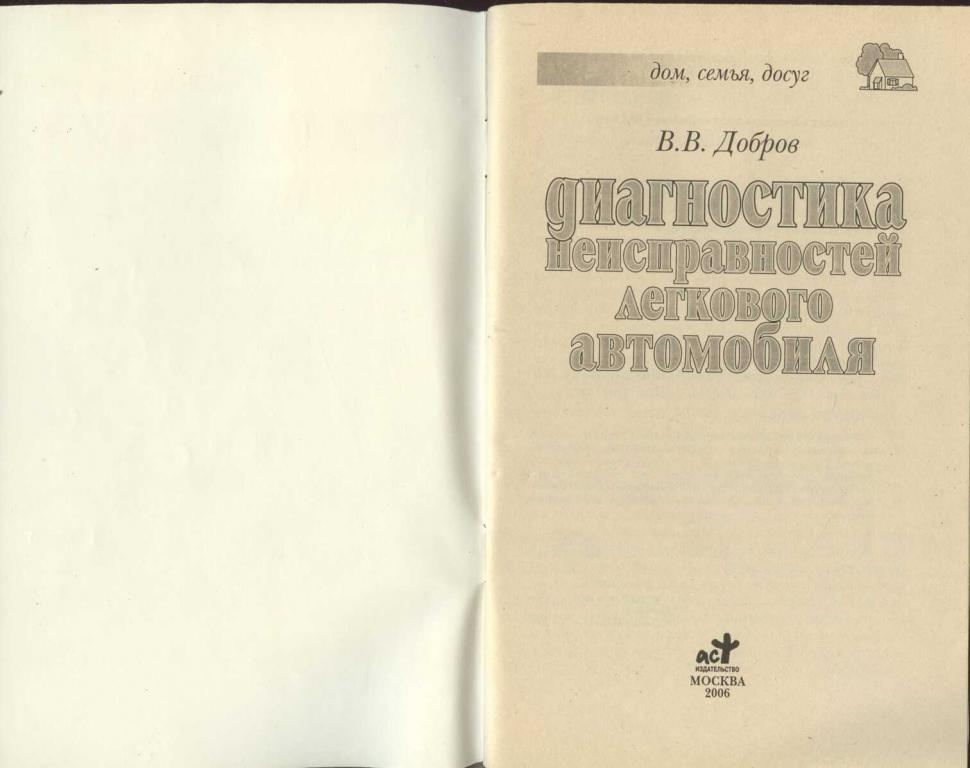 дом, семья, досуг
В.В. Добров
диагностика
неисправностей
легкового
автомобиля
аст
ИЗДАТЕЛЬСТВО
МОСКВА
2006